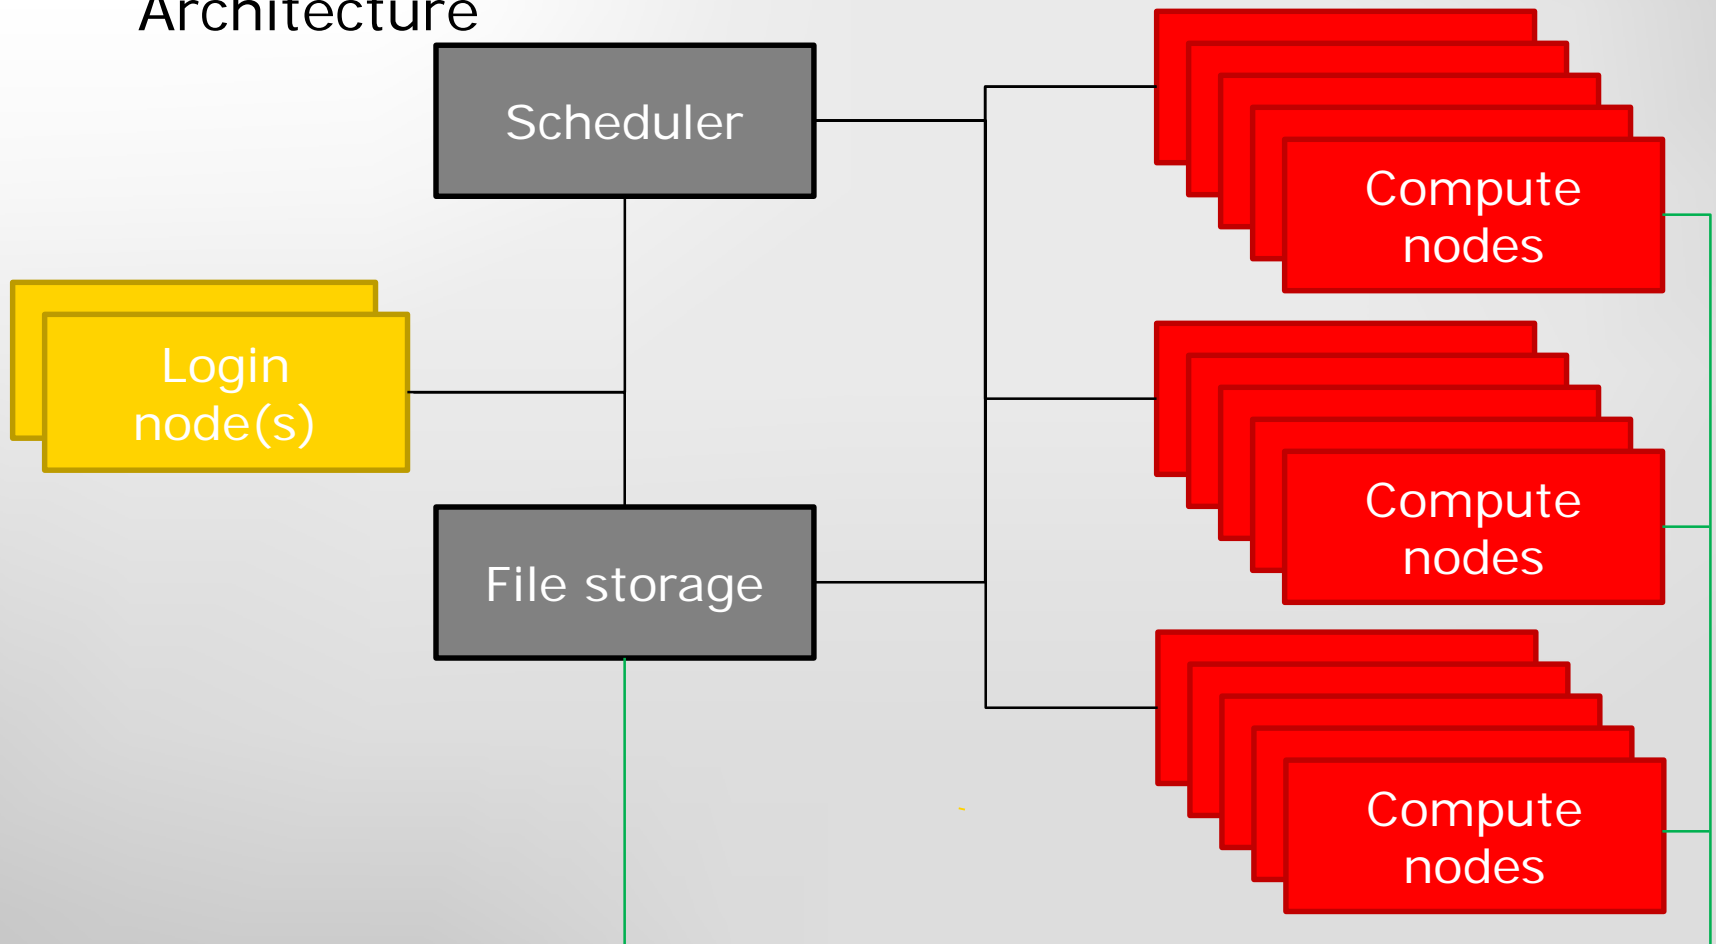 Architecture
Scheduler
Compute
nodes
Login
node(s)
Compute
nodes
File storage
Compute
nodes